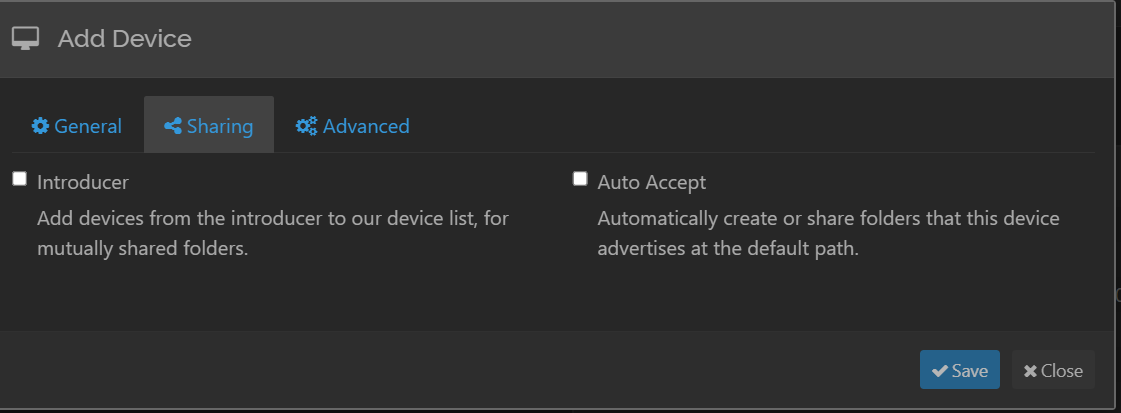 Add Device
General
Sharing
Advanced
Introducer
Add devices from the introducer to our device list, for
mutually shared folders.
Auto Accept
Automatically create or share folders that this device
advertises at the default path.
Save
Close